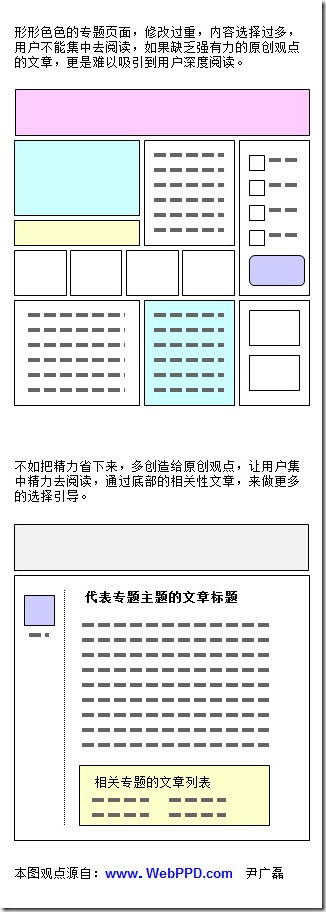 形形色色的专题页面，修改过重，内容选择过多，
用户不能集中去阅读，如果缺乏强有力的原创观点
的文章，更是难以吸引到用户深度阅读。
不如把精力省下来，多创造给原创观点，让用户集
中精力去阅读，通过底部的相关性文章，来做更多
的选择引导。
代表专题主题的文章标题
相关专题的文章列表
本图观点源自：www.WebPPD.com 尹广磊